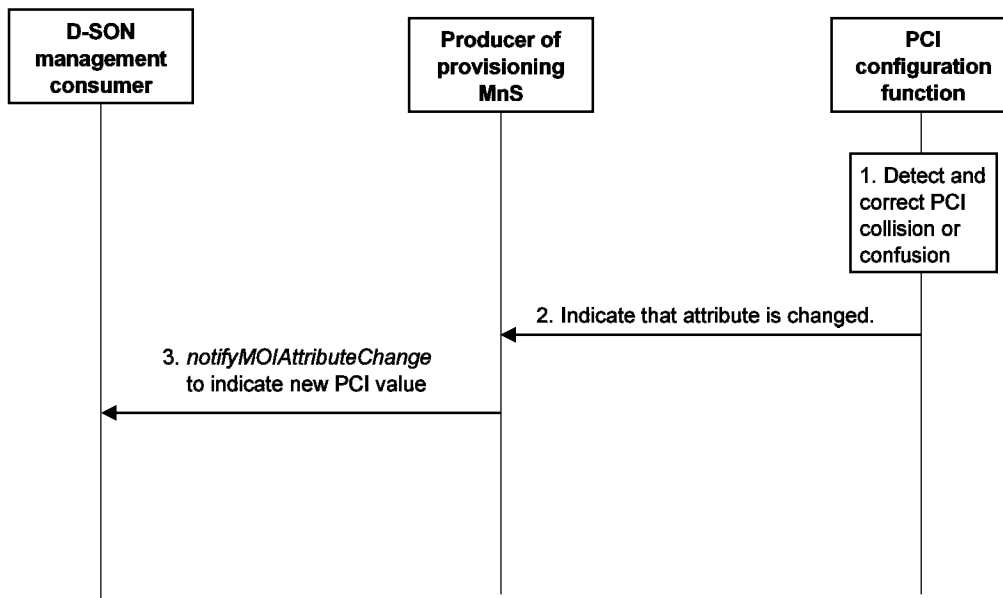 D-SON
management
consumer
Producer of
provisioning
MnS
PCI
configuration
function
1. Detect and
correct PCI
collision or
confusion
2. Indicate that attribute is changed.
3. notifyMOIAttributeChange
to indicate new PCI value